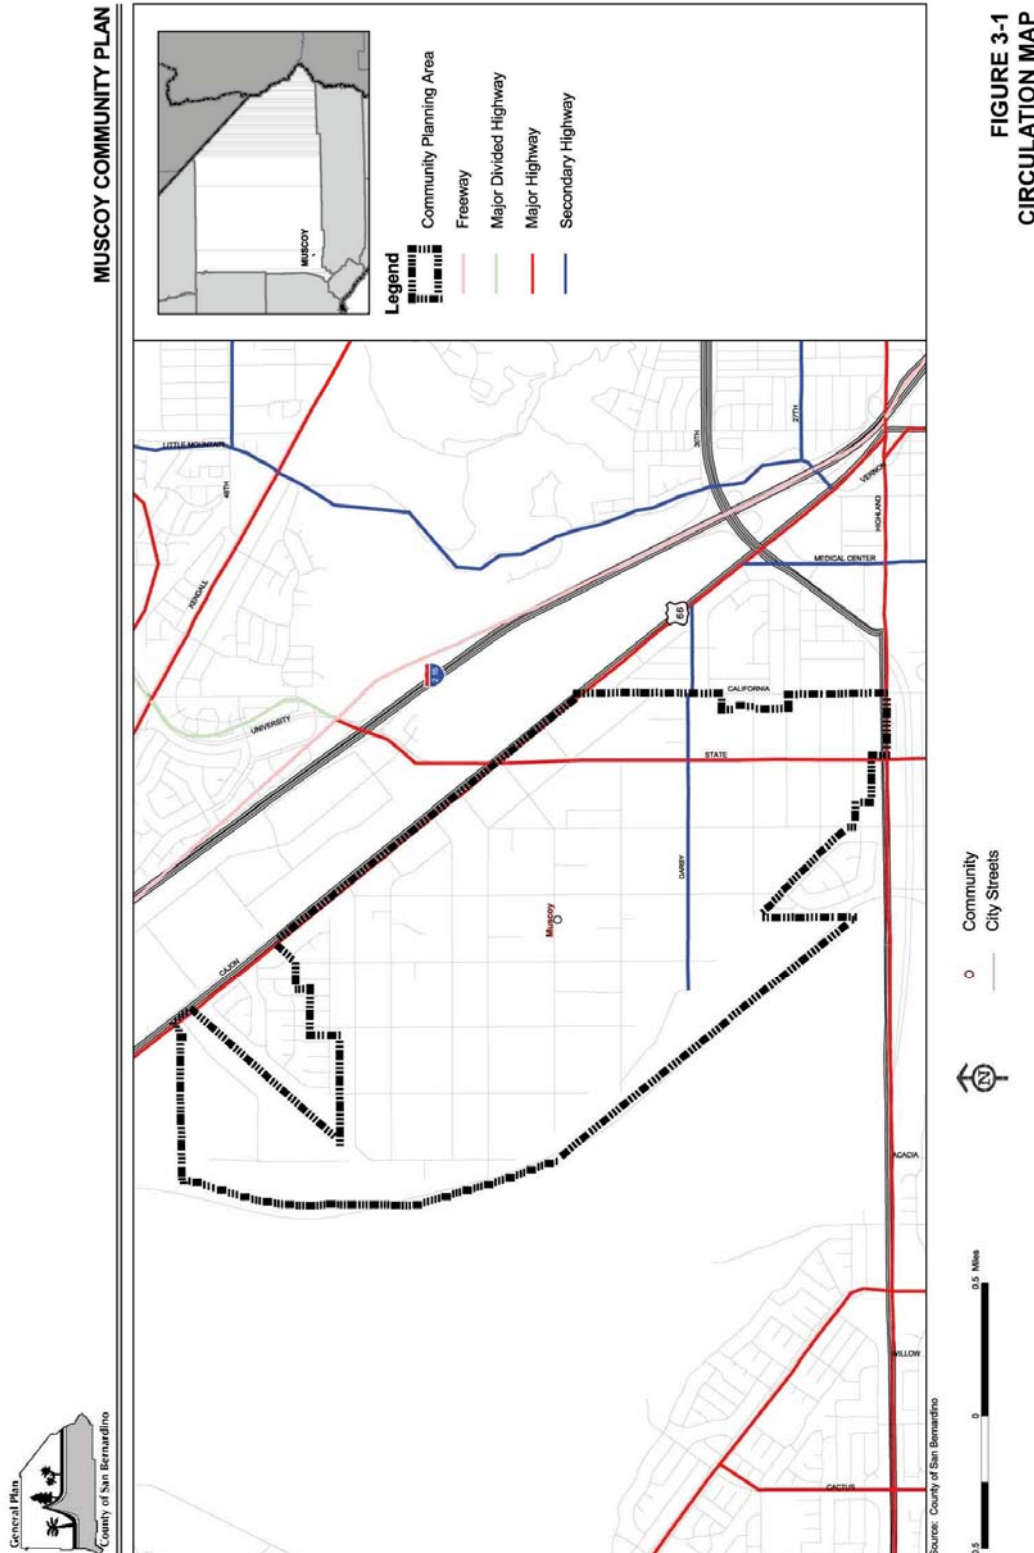 General Plan
County of San Bernardino
MUSCOY COMMUNITY PLAN
MUSCOY
Legend
Community Planning Area
Freeway
Major Divided Highway
Major Highway
Secondary Highway
LITTLE MOUNTAIN
48TH
KENDALL
UNIVERSITY
215
CAJON
66
30TH
27TH
VERNON
HIGHLAND
MEDICAL CENTER
CALIFORNIA
STATE
DARBY
Muscoy
ACACIA
WILLOW
CACTUS
Source: County of San Bernardino
0.5
0
0.5 Miles
N
Community
City Streets
FIGURE 3-1
CIRCULATION MAP